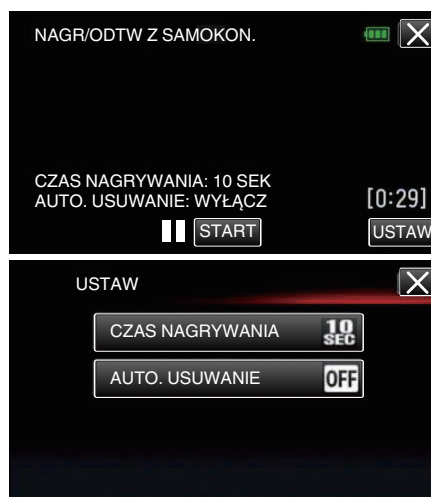 NAGR/ODTW Z SAMOKON.
CZAS NAGRYWANIA: 10 SEK
AUTO. USUWANIE: WYŁĄCZ
[0:29]
START
USTAW
USTAW
CZAS NAGRYWANIA 10 SEC
AUTO. USUWANIE OFF